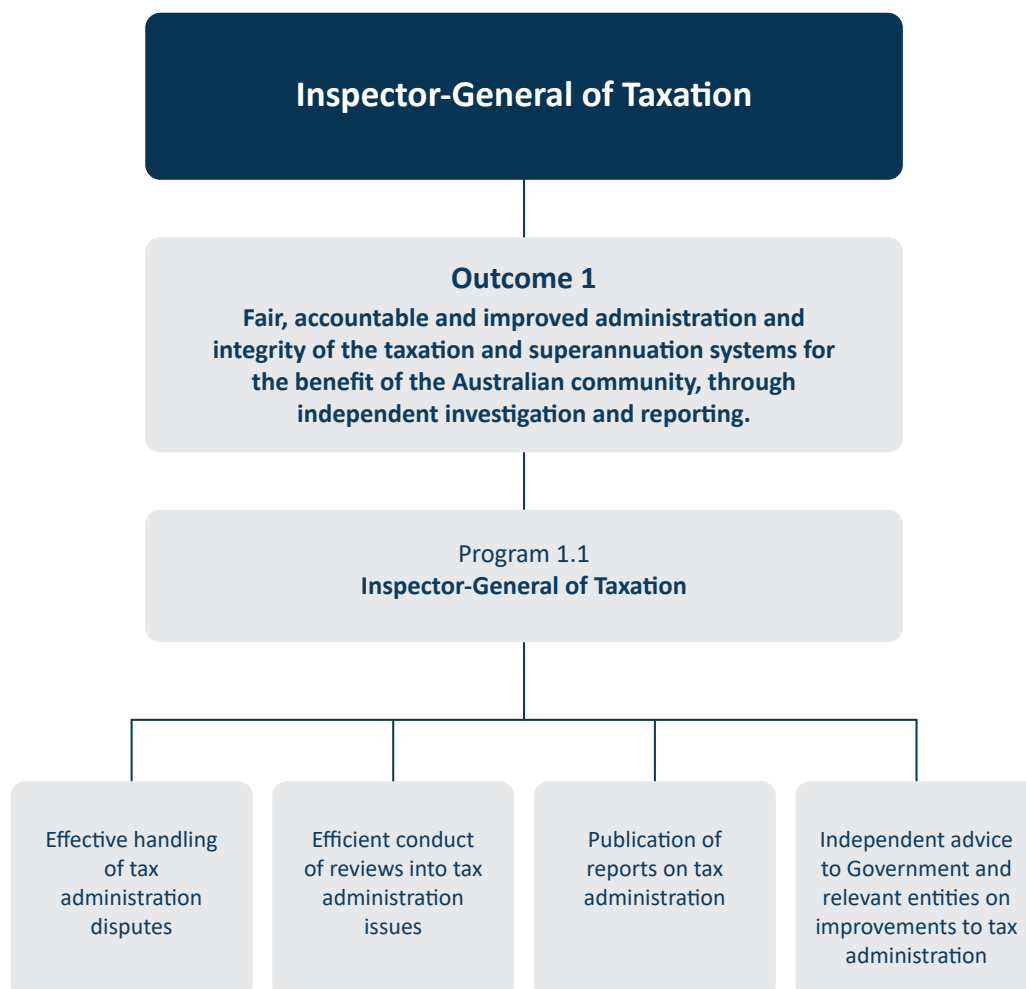 Inspector-General of Taxation
Outcome 1
Fair, accountable and improved administration and
integrity of the taxation and superannuation systems for
the benefit of the Australian community, through
independent investigation and reporting.
Program 1.1
Inspector-General of Taxation
Effective handling
of tax
administration
disputes
Efficient conduct
of reviews into tax
administration
issues
Publication of
reports on tax
administration
Independent advice
to Government and
relevant entities on
improvements to tax
administration